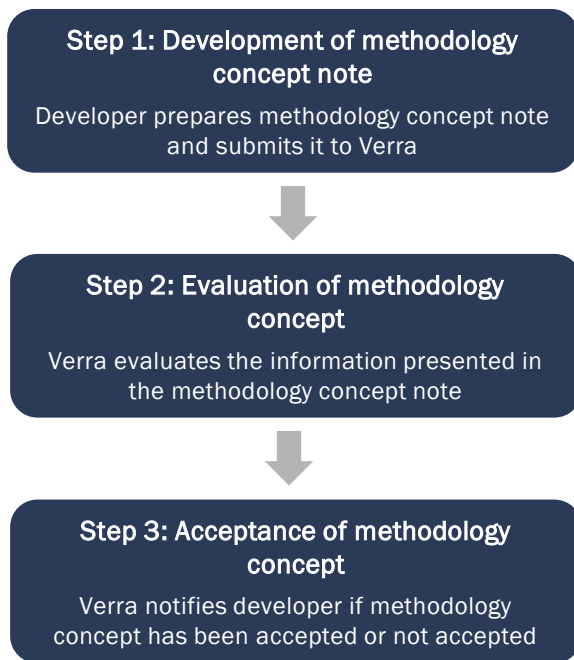 Step 1: Development of methodology
concept note
Developer prepares methodology concept note
and submits it to Verra
Step 2: Evaluation of methodology
concept
Verra evaluates the information presented in
the methodology concept note
Step 3: Acceptance of methodology
concept
Verra notifies developer if methodology
concept has been accepted or not accepted